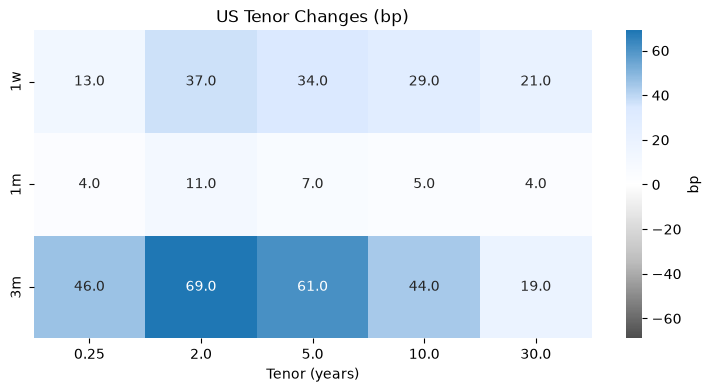 US Tenor Changes (bp)
1w 13.0 37.0 34.0 29.0 21.0
1m 4.0 11.0 7.0 5.0 4.0
3m 46.0 69.0 61.0 44.0 19.0
0.25 2.0 5.0 10.0 30.0
Tenor (years)
60
40
20
0
−20
−40
−60
bp